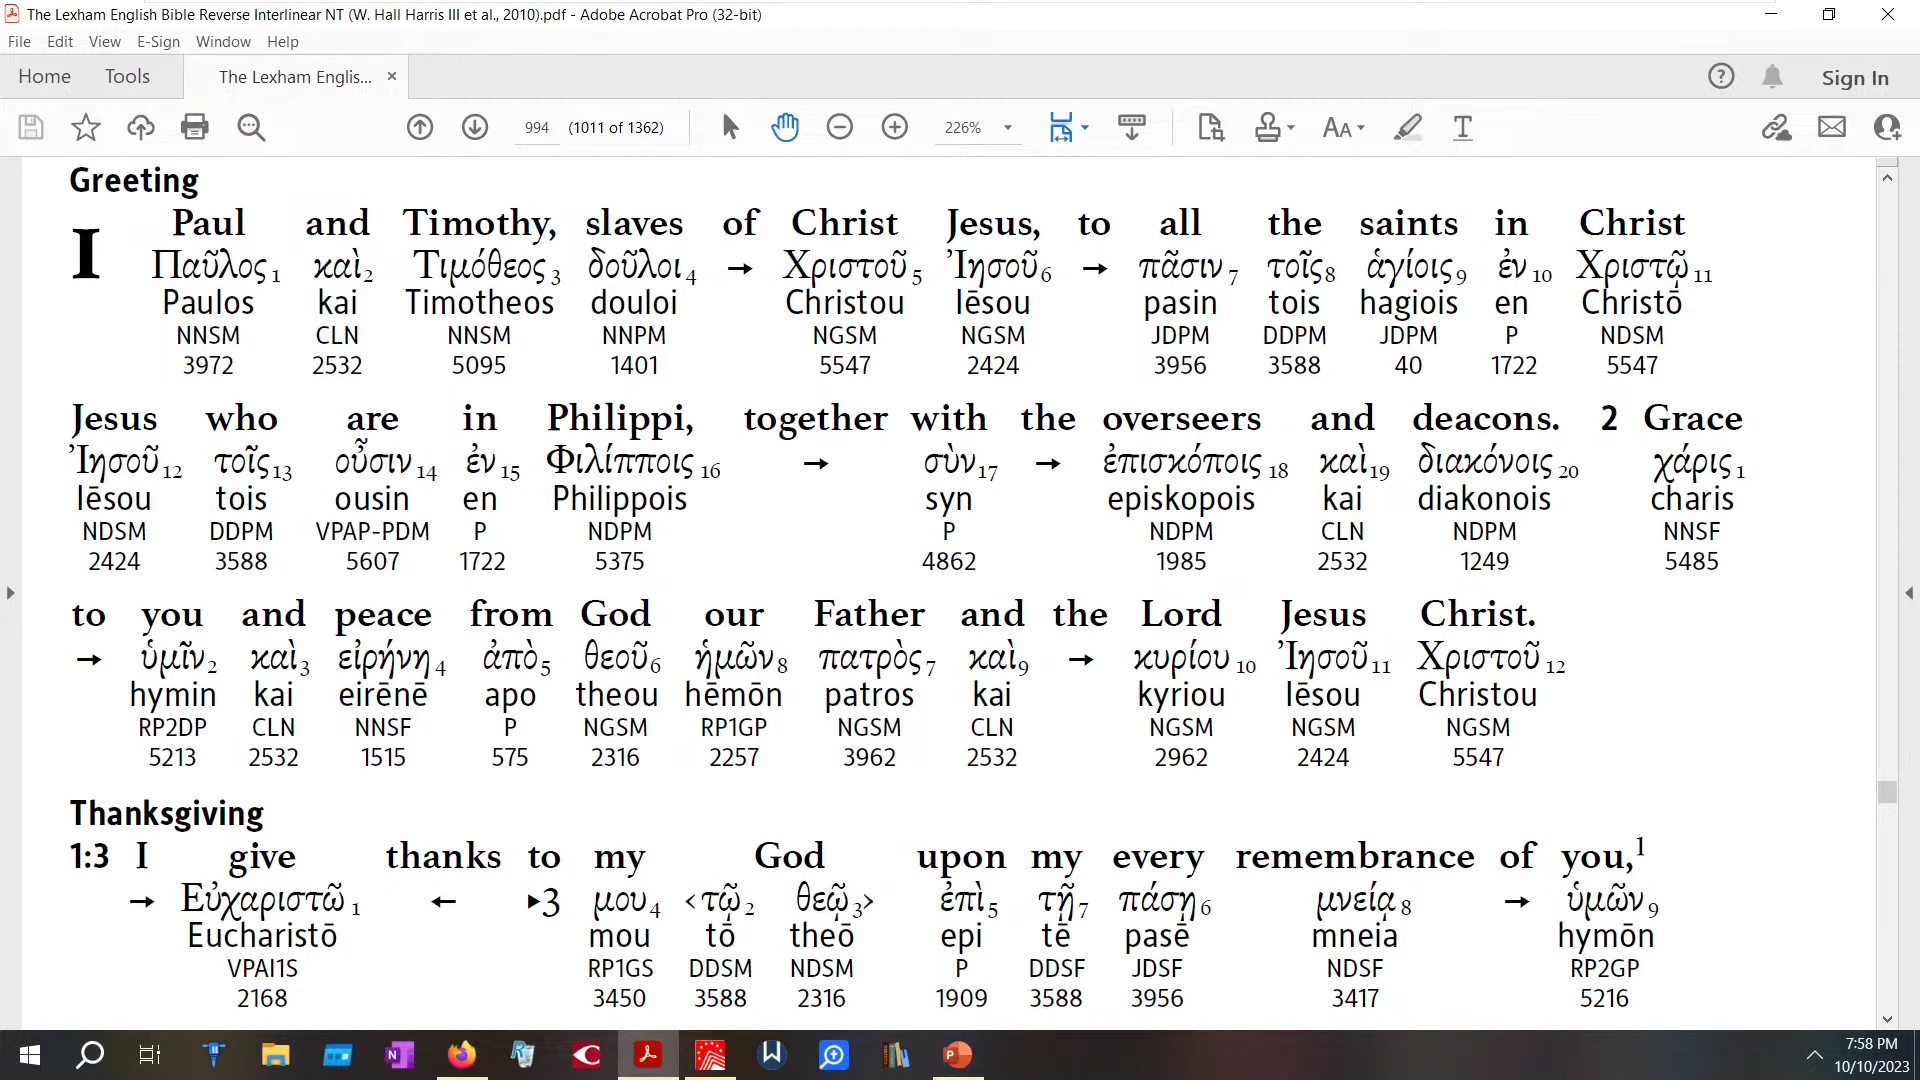 The Lexham English Bible Reverse Interlinear NT (W. Hall Harris III et al., 2010).pdf - Adobe Acrobat Pro (32-bit)
File Edit View E-Sign Window Help
Home Tools The Lexham Englis... × ? Sign In
994 (1011 of 1362) 226%
Greeting
1 Paul and Timothy, slaves of Christ Jesus, to all the saints in Christ
Παῦλος1 καὶ2 Τιμόθεος3 δοῦλοι4 → Χριστοῦ5 Ἰησοῦ6 → πᾶσιν7 τοῖς8 ἁγίοις9 ἐν10 Χριστῷ11
Paulos kai Timotheos douloi Christou Iēsou pasin tois hagiois en Christō
NNSM CLN NNSM NNPM NGSM NGSM JDPM DDPM JDPM P NDSM
3972 2532 5095 1401 5547 2424 3956 3588 40 1722 5547
Jesus who are in Philippi, together with the overseers and deacons. 2 Grace
Ἰησοῦ12 τοῖς13 οὖσιν14 ἐν15 Φιλίπποις16 → σὺν17 → ἐπισκόποις18 καὶ19 διακόνοις20 χάρις1
Iēsou tois ousin en Philippois syn episkopois kai diakonois charis
NDSM DDPM VPAP-PDM P NDPM P NDPM CLN NDPM NNSF
2424 3588 5607 1722 5375 4862 1985 2532 1249 5485
to you and peace from God our Father and the Lord Jesus Christ.
→ ὑμῖν2 καὶ3 εἰρήνη4 ἀπὸ5 θεοῦ6 ἡμῶν8 πατρὸς7 καὶ9 → κυρίου10 Ἰησοῦ11 Χριστοῦ12
hymin kai eirēnē apo theou hēmōn patros kai kyriou Iēsou Christou
RP2DP CLN NNSF P NGSM RP1GP NGSM CLN NGSM NGSM NGSM
5213 2532 1515 575 2316 2257 3962 2532 2962 2424 5547
Thanksgiving
1:3 I give thanks to my God upon my every remembrance of you,1
→ Εὐχαριστῶ1 ← ▸3 μου4 ‹τῷ2 θεῷ3› ἐπὶ5 τῇ7 πάσῃ6 μνείᾳ8 → ὑμῶν9
Eucharistō mou tō theō epi tē pasē mneia hymōn
VPAI1S RP1GS DDSM NDSM P DDSF JDSF NDSF RP2GP
2168 3450 3588 2316 1909 3588 3956 3417 5216
7:58 PM
10/10/2023